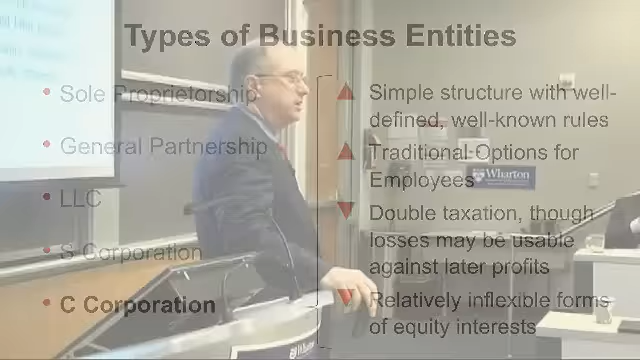 Types of Business Entities
• Sole Proprietorship
• General Partnership
• LLC
• S Corporation
• C Corporation
Simple structure with well-
defined, well-known rules
Traditional Options for
Employees
Double taxation, though
losses may be usable
against later profits
Relatively inflexible forms
of equity interests
Wharton